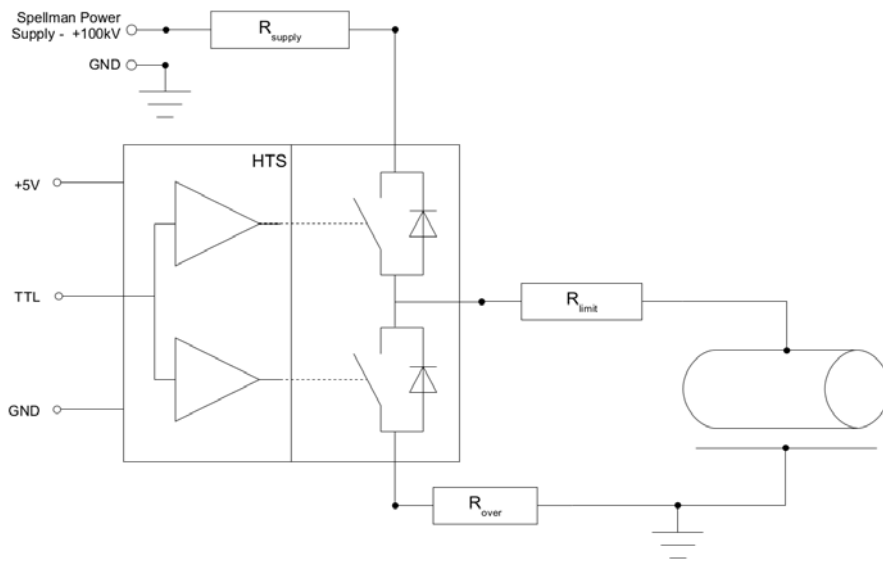 Spellman Power
Supply - +100kV
GND
R supply
HTS
+5V
TTL
GND
R limit
R over